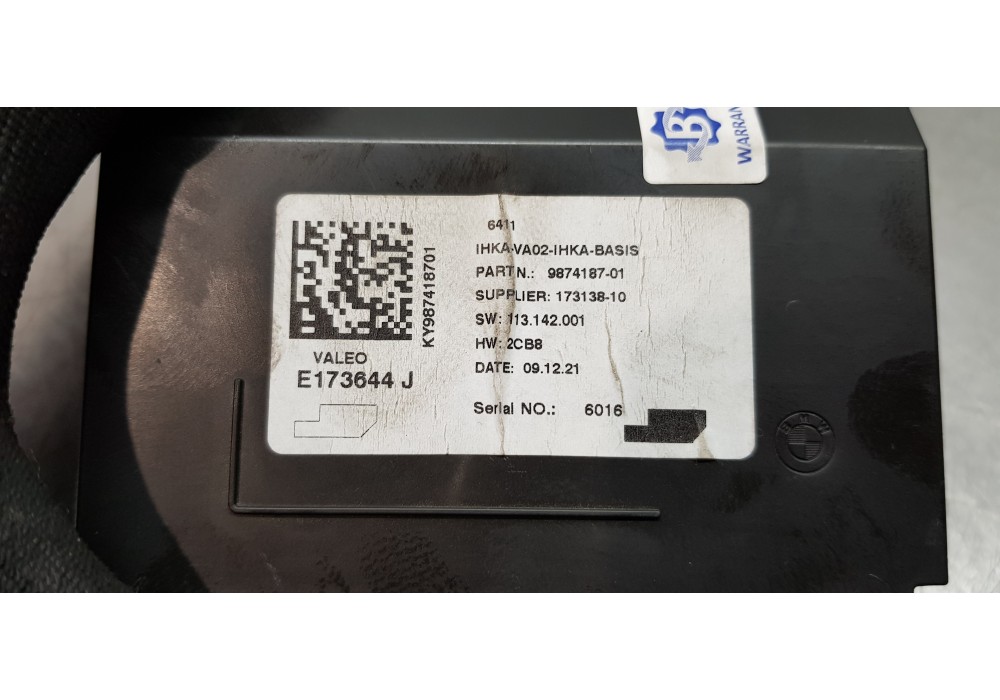 B
WARRAN
6411
IHKA-VA02-IHKA-BASIS
PART N.: 9874187-01
SUPPLIER: 173138-10
SW: 113.142.001
HW: 2CB8
DATE: 09.12.21
Serial NO.: 6016
KY987418701
VALEO
E173644 J
BMW